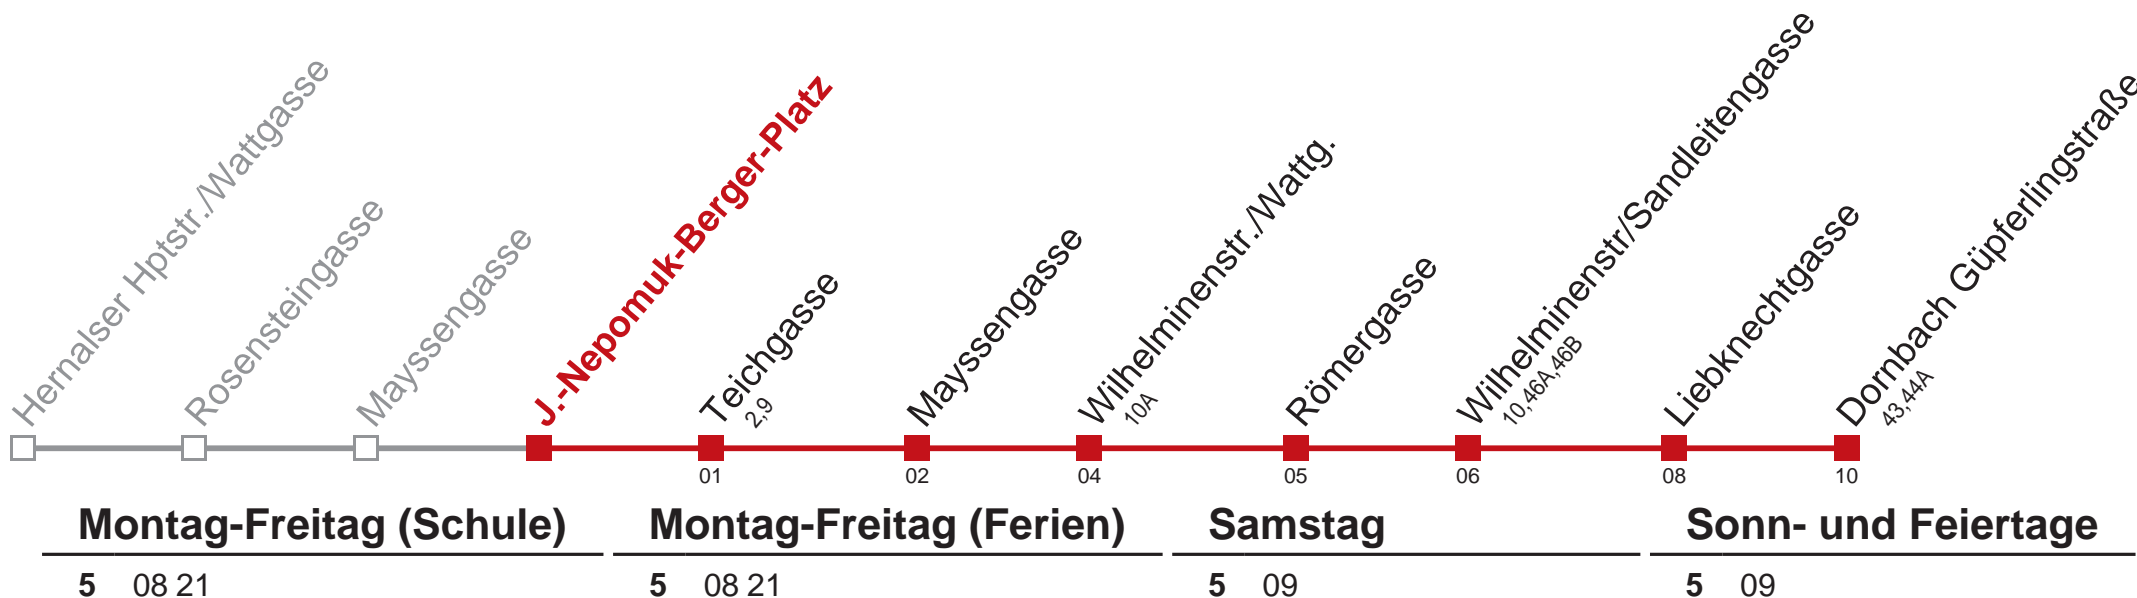 Hernalser Hptstr./Wattgasse
Rosensteingasse
Mayssengasse
J.-Nepomuk-Berger-Platz
Teichgasse
2,9
Mayssengasse
Wilhelminenstr./Wattg.
10A
Römergasse
Wilhelminenstr/Sandleitengasse
10,46A,46B
Liebknechtgasse
Dornbach Güpferlingstraße
43,44A
01 02 04 05 06 08 10
Montag-Freitag (Schule) Montag-Freitag (Ferien) Samstag Sonn- und Feiertage
5 08 21 5 08 21 5 09 5 09